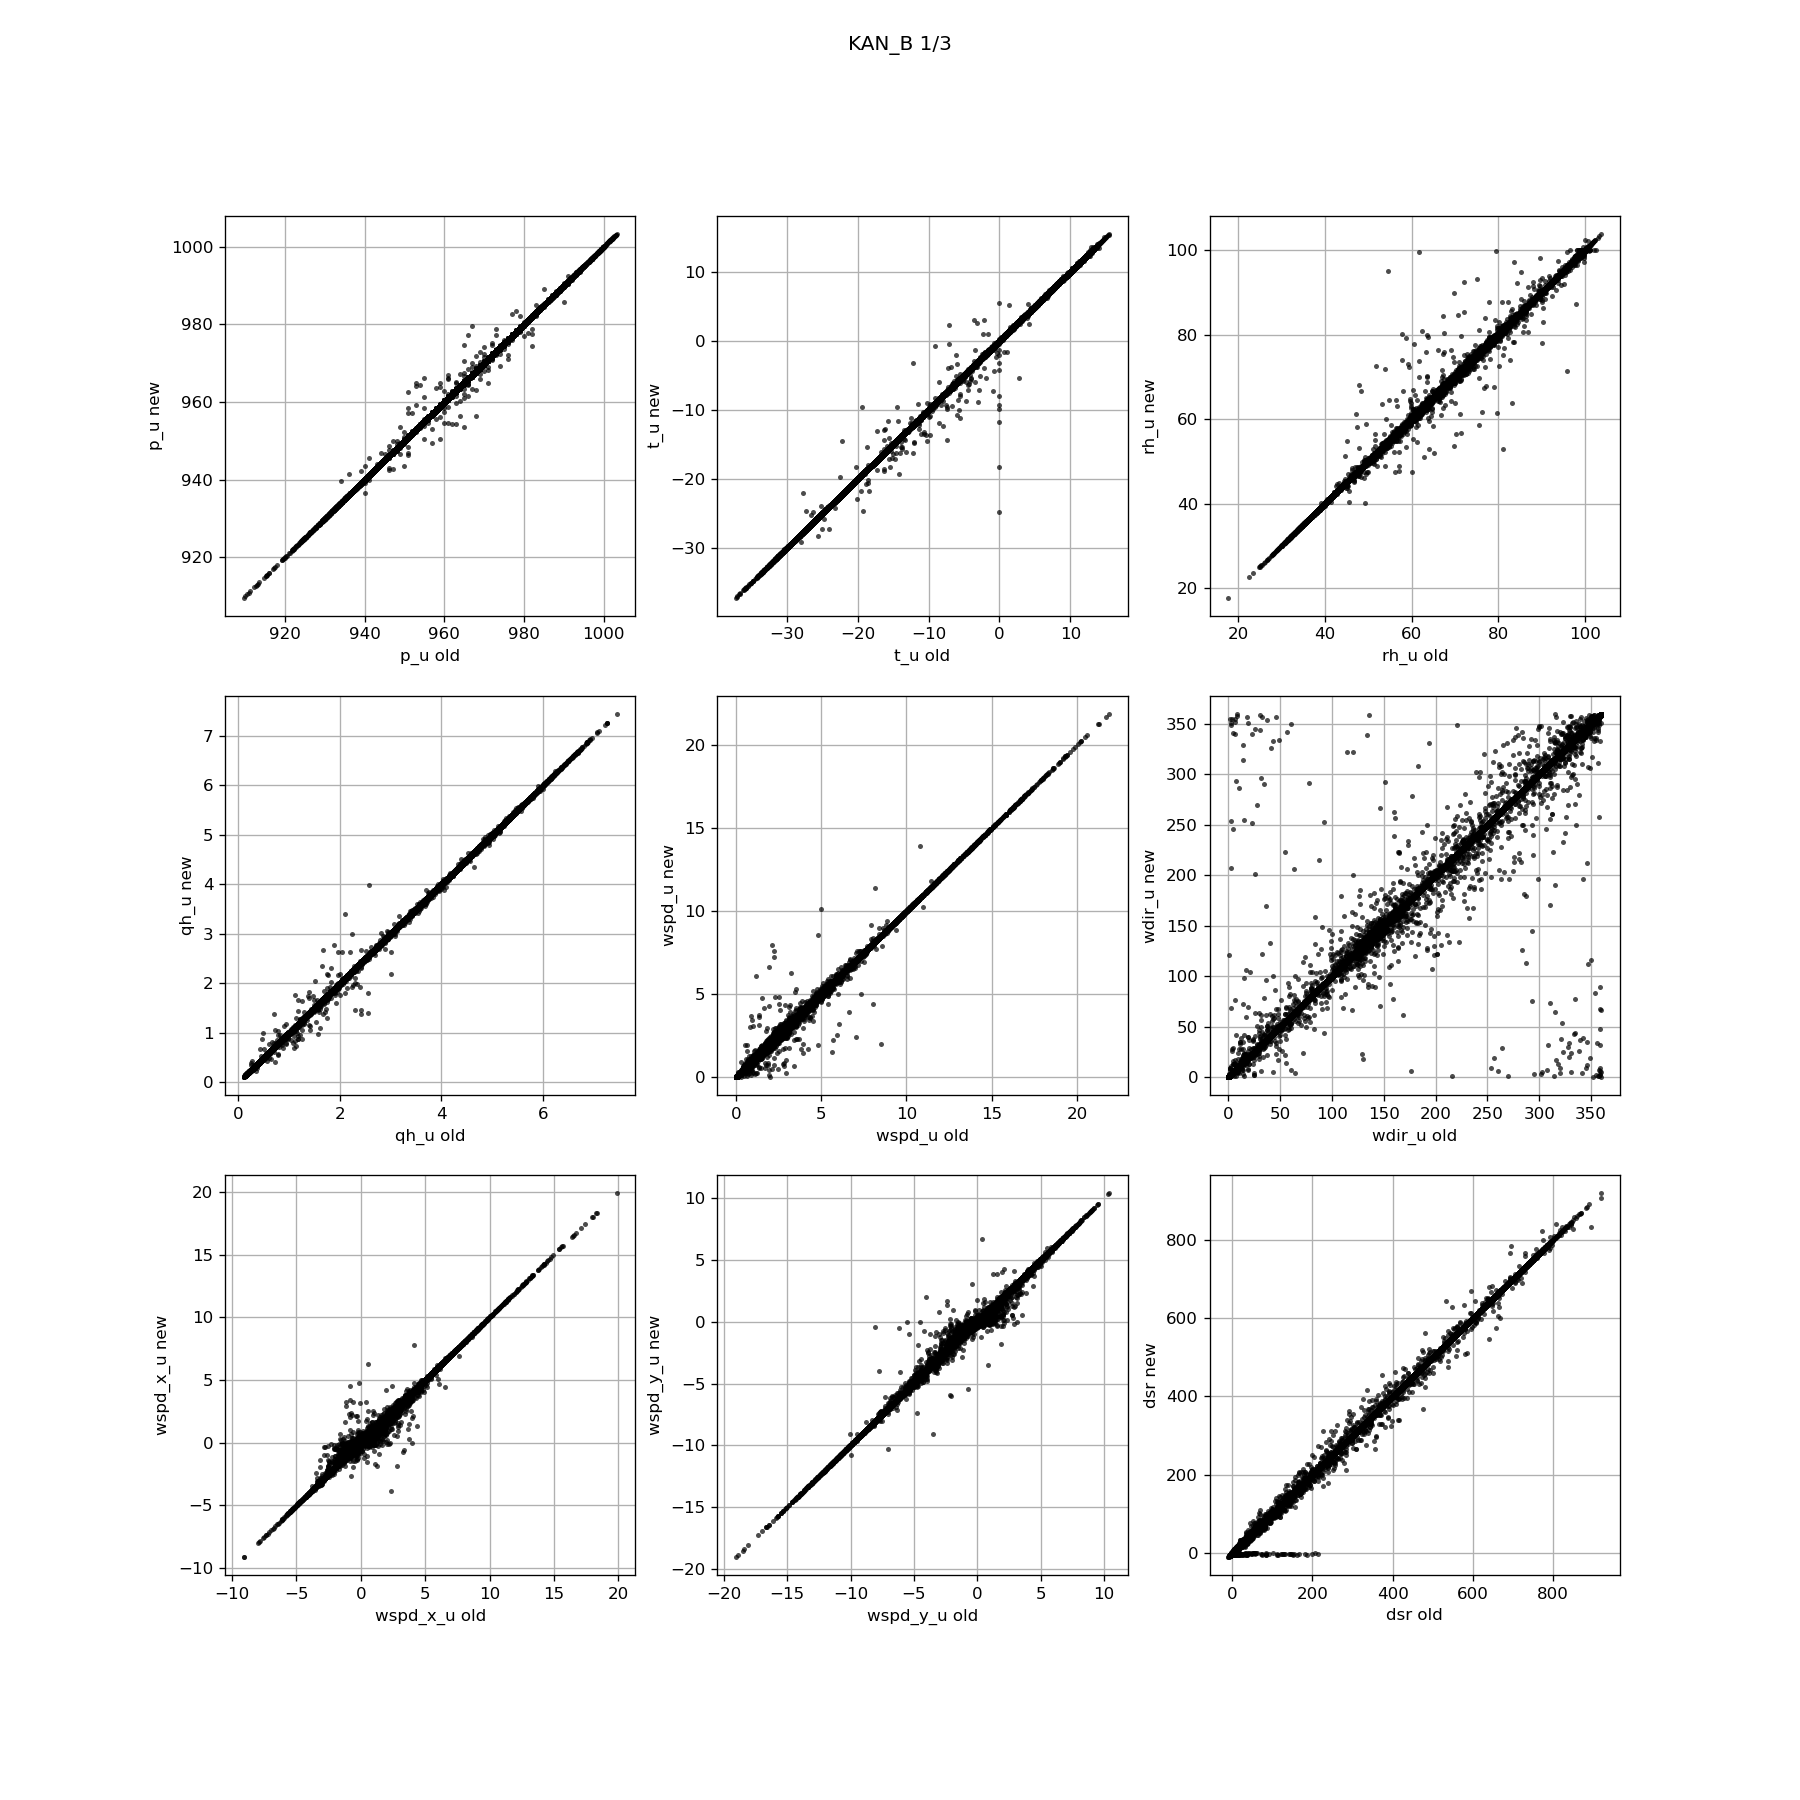 KAN_B 1/3
1000
980
960
940
920
p_u new
920 940 960 980 1000
p_u old
10
0
−10
−20
−30
t_u new
−30 −20 −10 0 10
t_u old
100
80
60
40
20
rh_u new
20 40 60 80 100
rh_u old
7
6
5
4
3
2
1
0
qh_u new
0 2 4 6
qh_u old
20
15
10
5
0
wspd_u new
0 5 10 15 20
wspd_u old
350
300
250
200
150
100
50
0
wdir_u new
0 50 100 150 200 250 300 350
wdir_u old
20
15
10
5
0
−5
−10
wspd_x_u new
−10 −5 0 5 10 15 20
wspd_x_u old
10
5
0
−5
−10
−15
−20
wspd_y_u new
−20 −15 −10 −5 0 5 10
wspd_y_u old
800
600
400
200
0
dsr new
0 200 400 600 800
dsr old